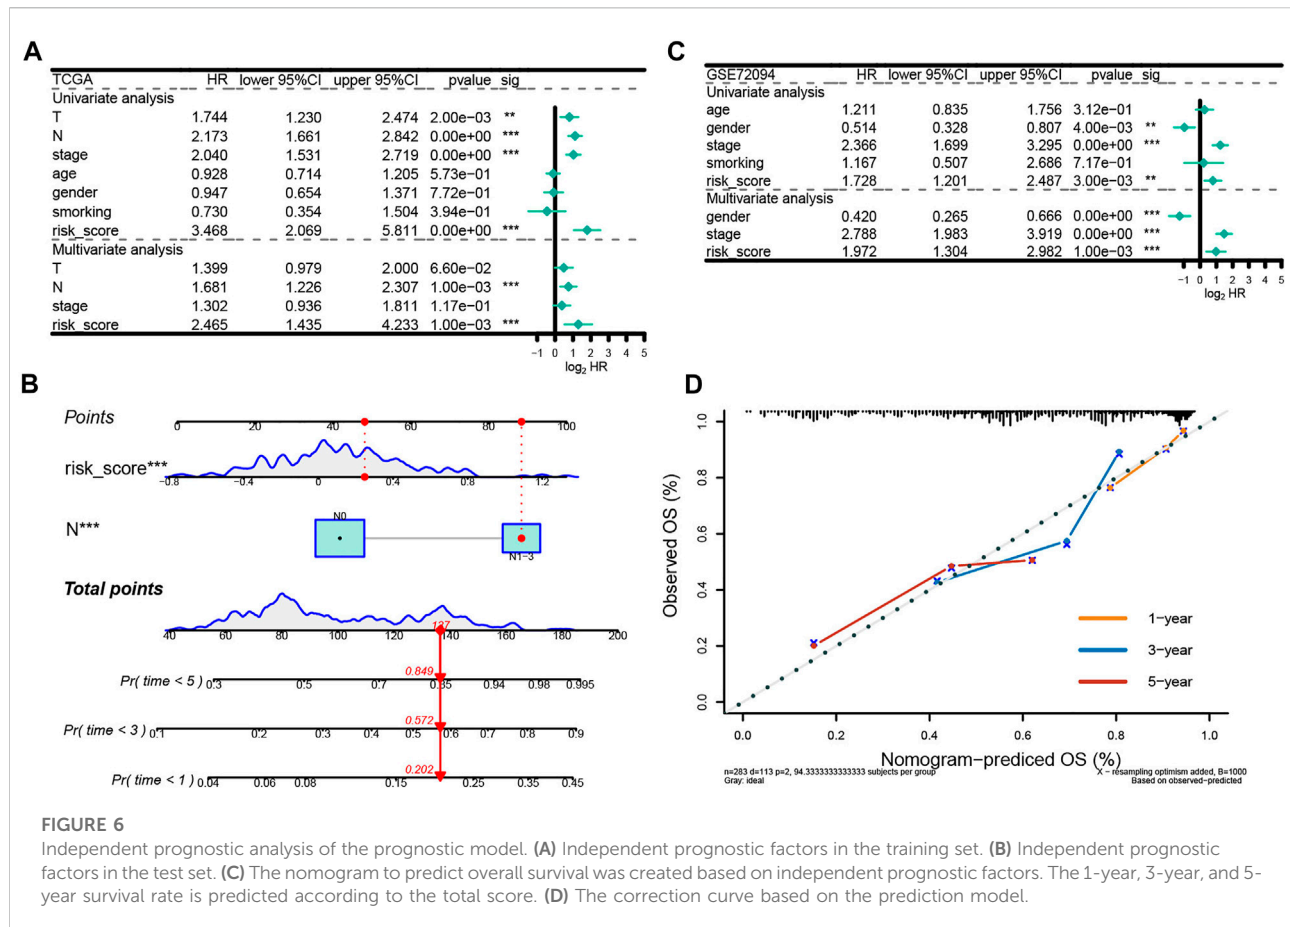 A
TCGA HR lower 95%CI upper 95%CI pvalue sig
Univariate analysis
T 1.744 1.230 2.474 2.00e−03 **
N 2.173 1.661 2.842 0.00e+00 ***
stage 2.040 1.531 2.719 0.00e+00 ***
age 0.928 0.714 1.205 5.73e−01
gender 0.947 0.654 1.371 7.72e−01
smorking 0.730 0.354 1.504 3.94e−01
risk_score 3.468 2.069 5.811 0.00e+00 ***
Multivariate analysis
T 1.399 0.979 2.000 6.60e−02
N 1.681 1.226 2.307 1.00e−03 ***
stage 1.302 0.936 1.811 1.17e−01
risk_score 2.465 1.435 4.233 1.00e−03 ***
−1 0 1 2 3 4 5
log2 HR
C
GSE72094 HR lower 95%CI upper 95%CI pvalue sig
Univariate analysis
age 1.211 0.835 1.756 3.12e−01
gender 0.514 0.328 0.807 4.00e−03 **
stage 2.366 1.699 3.295 0.00e+00 ***
smorking 1.167 0.507 2.686 7.17e−01
risk_score 1.728 1.201 2.487 3.00e−03 **
Multivariate analysis
gender 0.420 0.265 0.666 0.00e+00 ***
stage 2.788 1.983 3.919 0.00e+00 ***
risk_score 1.972 1.304 2.982 1.00e−03 ***
−1 0 1 2 3 4 5
log2 HR
B
Points
0 20 40 60 80 100
risk_score***
−0.8 −0.4 0 0.4 0.8 1.2
N0
N***
N1−3
Total points
137
40 60 80 100 120 140 160 180 200
0.849
Pr( time < 5 ) 0.3 0.5 0.7 0.85 0.94 0.98 0.995
0.572
Pr( time < 3 ) 0.1 0.2 0.3 0.4 0.5 0.6 0.7 0.8 0.9
0.202
Pr( time < 1 ) 0.04 0.06 0.08 0.15 0.25 0.35 0.45
D
Observed OS (%)
1.0
0.8
0.6
0.4
0.2
0.0
1−year
3−year
5−year
0.0 0.2 0.4 0.6 0.8 1.0
Nomogram−prediced OS (%)
n=283 d=113 p=2, 94.3333333333333 subjects per group
Gray: ideal
X − resampling optimism added, B=1000
Based on observed−predicted
FIGURE 6
Independent prognostic analysis of the prognostic model. (A) Independent prognostic factors in the training set. (B) Independent prognostic
factors in the test set. (C) The nomogram to predict overall survival was created based on independent prognostic factors. The 1-year, 3-year, and 5-
year survival rate is predicted according to the total score. (D) The correction curve based on the prediction model.